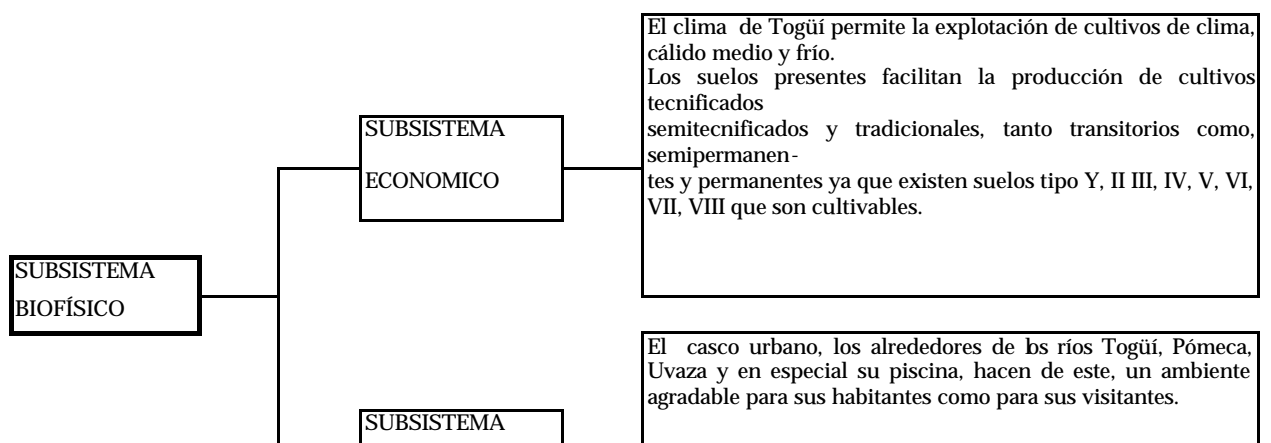 El clima de Togüí permite la explotación de cultivos de clima,
cálido medio y frío.
Los suelos presentes facilitan la producción de cultivos
tecnificados
semitecnificados y tradicionales, tanto transitorios como,
semipermanen-
tes y permanentes ya que existen suelos tipo Y, II III, IV, V, VI,
VII, VIII que son cultivables.
SUBSISTEMA
ECONOMICO
SUBSISTEMA
BIOFÍSICO
El casco urbano, los alrededores de los ríos Togüí, Pómeca,
Uvaza y en especial su piscina, hacen de este, un ambiente
agradable para sus habitantes como para sus visitantes.
SUBSISTEMA